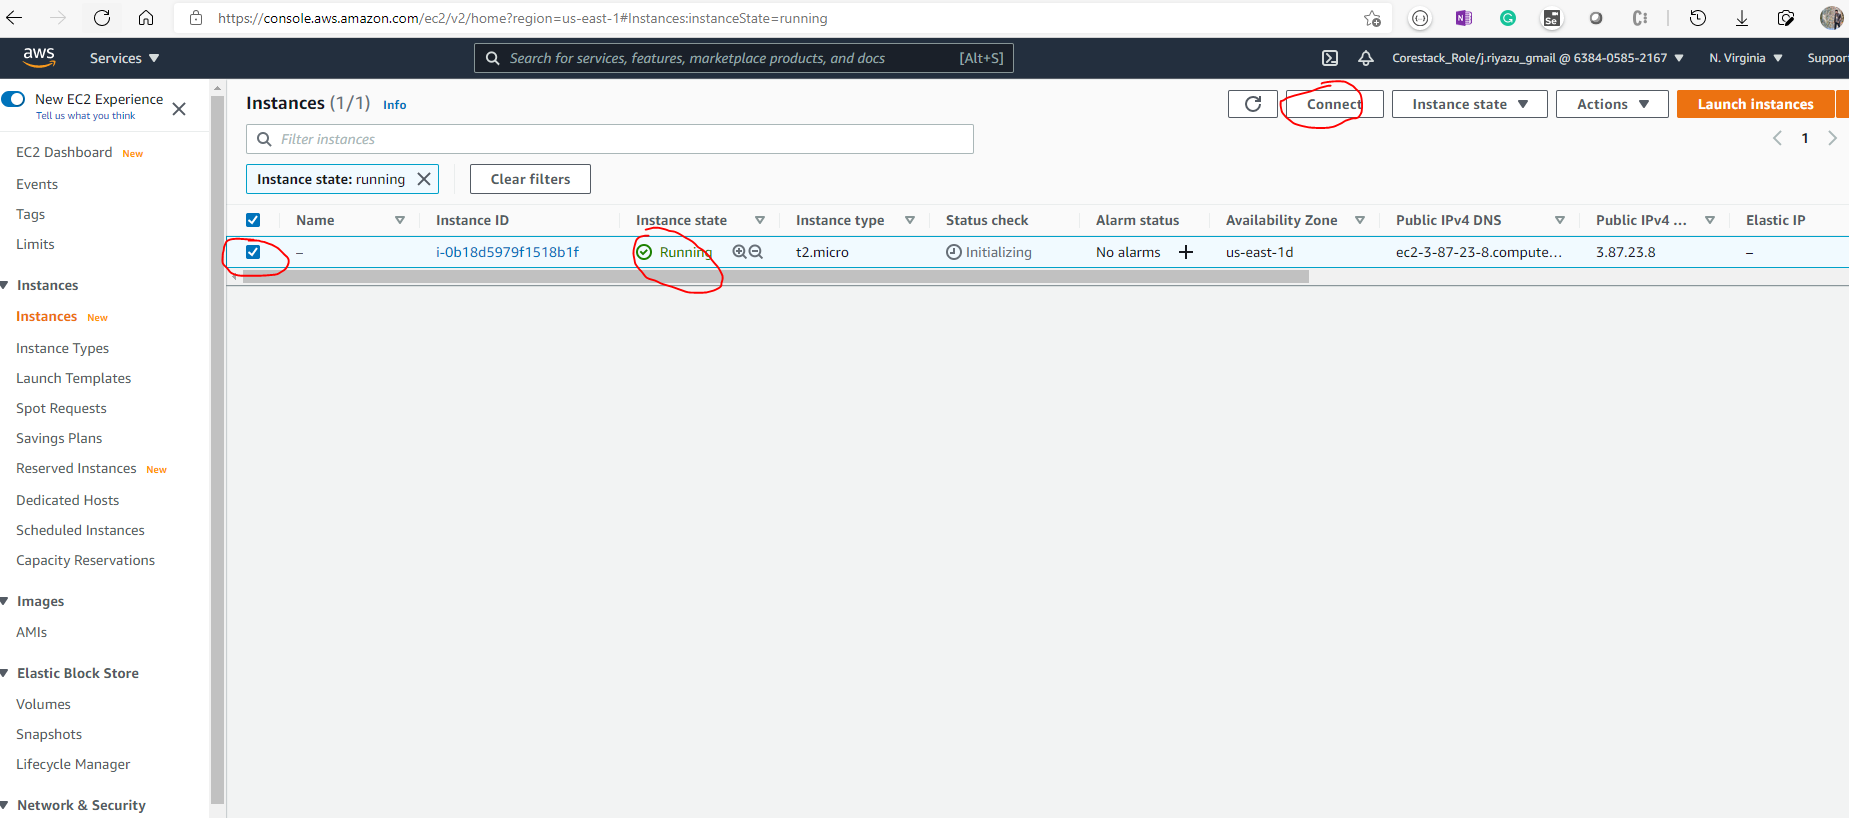 https://console.aws.amazon.com/ec2/v2/home?region=us-east-1#Instances:instanceState=running
aws Services Search for services, features, marketplace products, and docs [Alt+S] Corestack_Role/j.riyazu_gmail @ 6384-0585-2167 N. Virginia Suppor
New EC2 Experience
Tell us what you think
EC2 Dashboard New
Events
Tags
Limits
Instances
Instances New
Instance Types
Launch Templates
Spot Requests
Savings Plans
Reserved Instances New
Dedicated Hosts
Scheduled Instances
Capacity Reservations
Images
AMIs
Elastic Block Store
Volumes
Snapshots
Lifecycle Manager
Network & Security
Instances (1/1) Info Connect Instance state Actions Launch instances
Filter instances 1
Instance state: running Clear filters
Name Instance ID Instance state Instance type Status check Alarm status Availability Zone Public IPv4 DNS Public IPv4 ... Elastic IP
– i-0b18d5979f1518b1f Running t2.micro Initializing No alarms + us-east-1d ec2-3-87-23-8.compute... 3.87.23.8 –